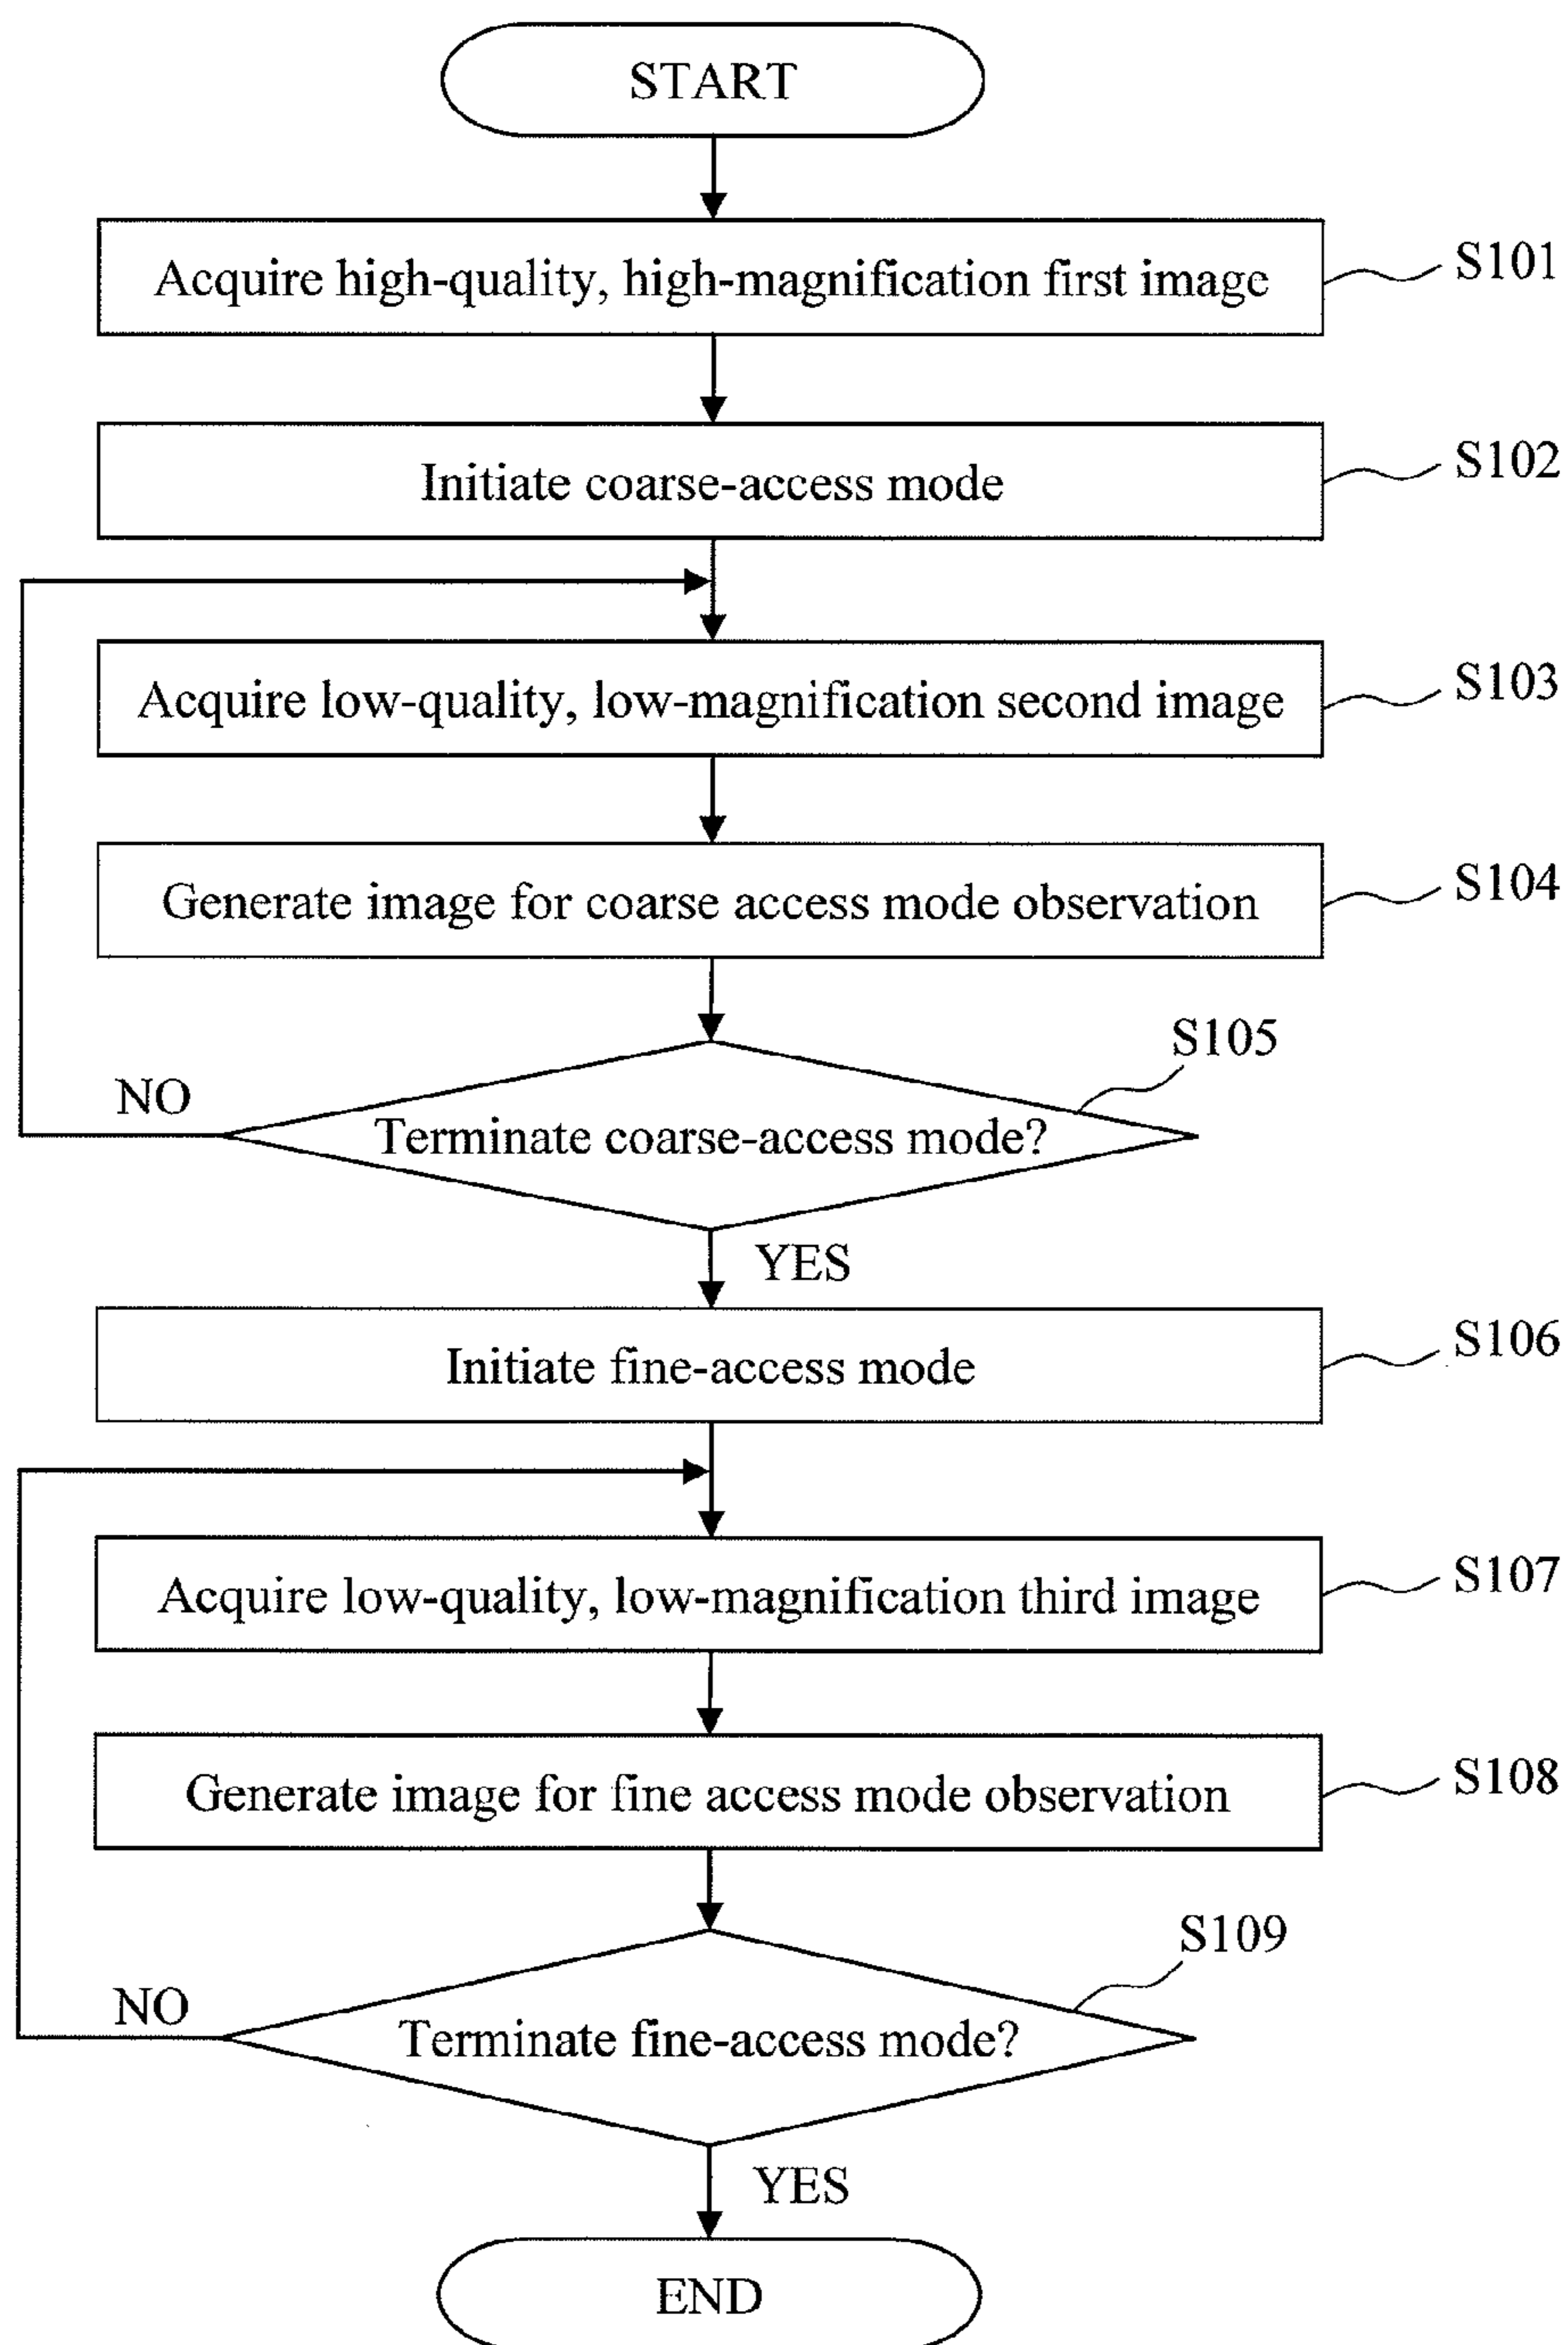 START
Acquire high-quality, high-magnification first image
S101
Initiate coarse-access mode
S102
Acquire low-quality, low-magnification second image
S103
Generate image for coarse access mode observation
S104
S105
NO
Terminate coarse-access mode?
YES
Initiate fine-access mode
S106
Acquire low-quality, low-magnification third image
S107
Generate image for fine access mode observation
S108
S109
NO
Terminate fine-access mode?
YES
END